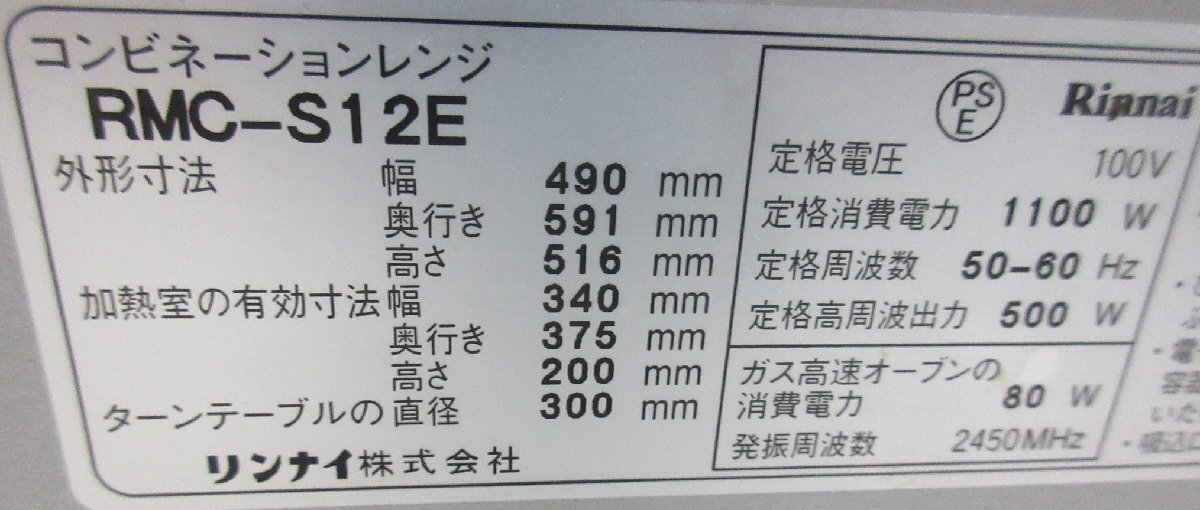 コンビネーションレンジ
RMC-S12E
外形寸法 幅 490 mm
奥行き 591 mm
高さ 516 mm
加熱室の有効寸法 幅 340 mm
奥行き 375 mm
高さ 200 mm
ターンテーブルの直径 300 mm
リンナイ株式会社
PS
E
Rinnai
定格電圧 100V
定格消費電力 1100 W
定格周波数 50-60 Hz
定格高周波出力 500 W
ガス高速オーブンの
消費電力 80 W
発振周波数 2450MHz
・電
容器
いた